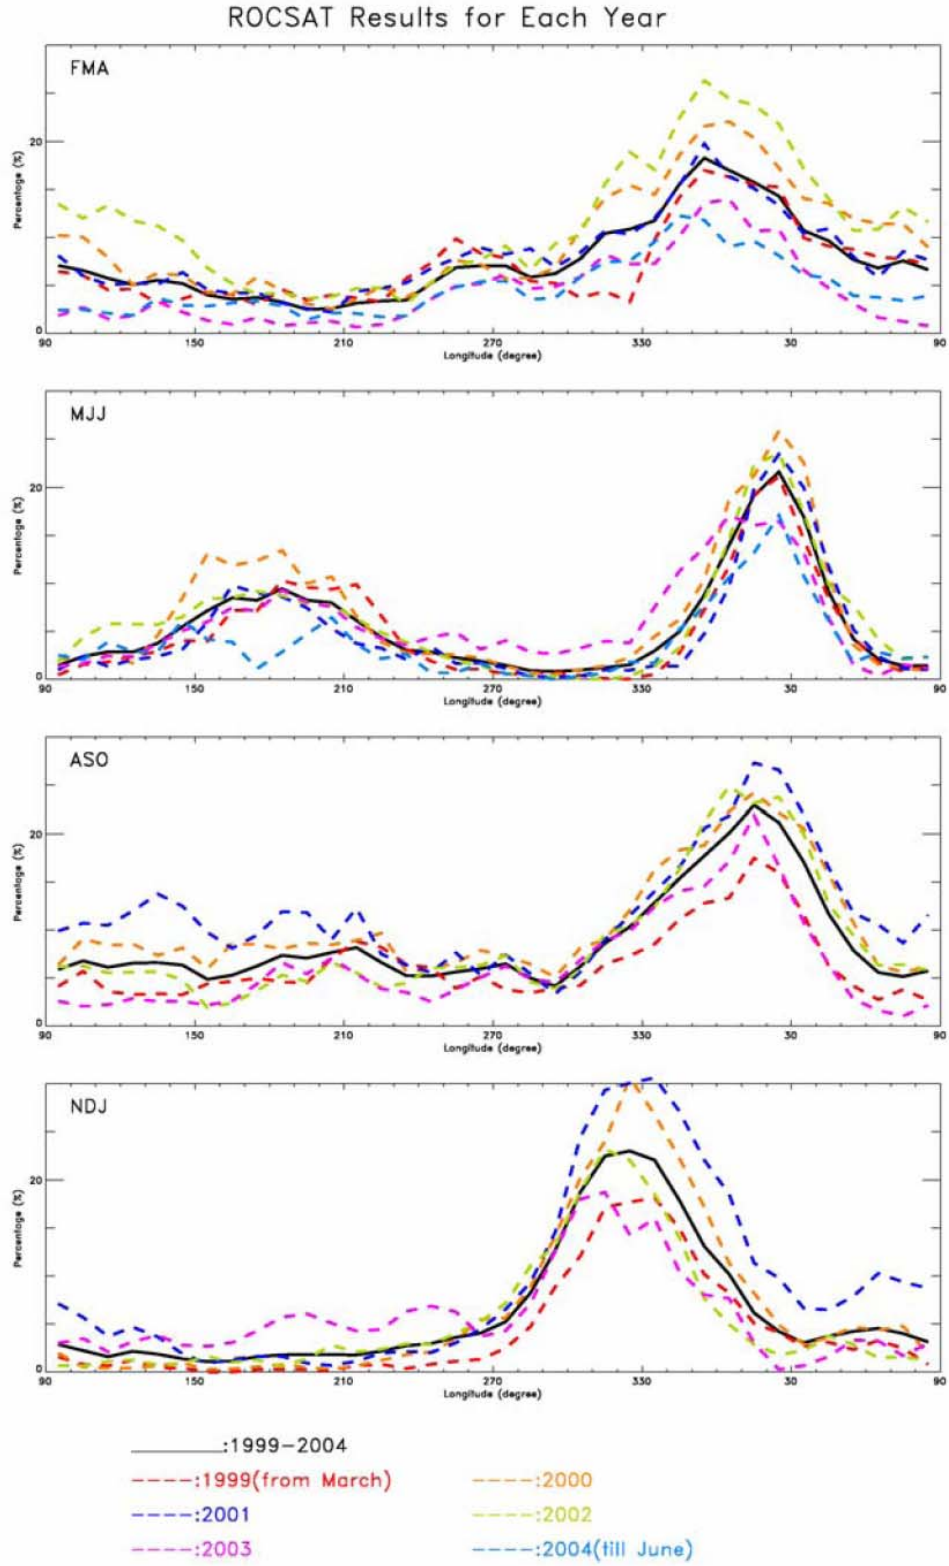 ROCSAT Results for Each Year
FMA
Percentage (%)
20
0
90 150 210 270 330 30 90
Longitude (degree)
MJJ
Percentage (%)
20
0
90 150 210 270 330 30 90
Longitude (degree)
ASO
Percentage (%)
20
0
90 150 210 270 330 30 90
Longitude (degree)
NDJ
Percentage (%)
20
0
90 150 210 270 330 30 90
Longitude (degree)
:1999-2004
:1999(from March) :2000
:2001 :2002
:2003 :2004(till June)